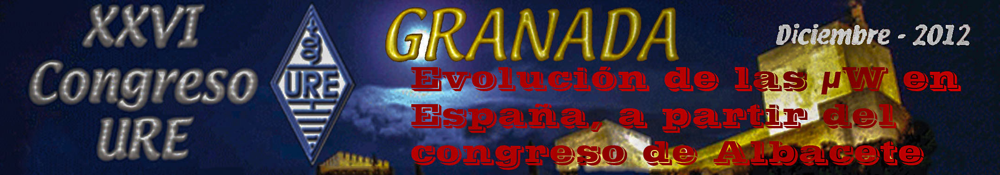 XXVI
Congreso
URE
URE
GRANADA
Diciembre - 2012
Evolución de las µW en
España, a partir del
congreso de Albacete